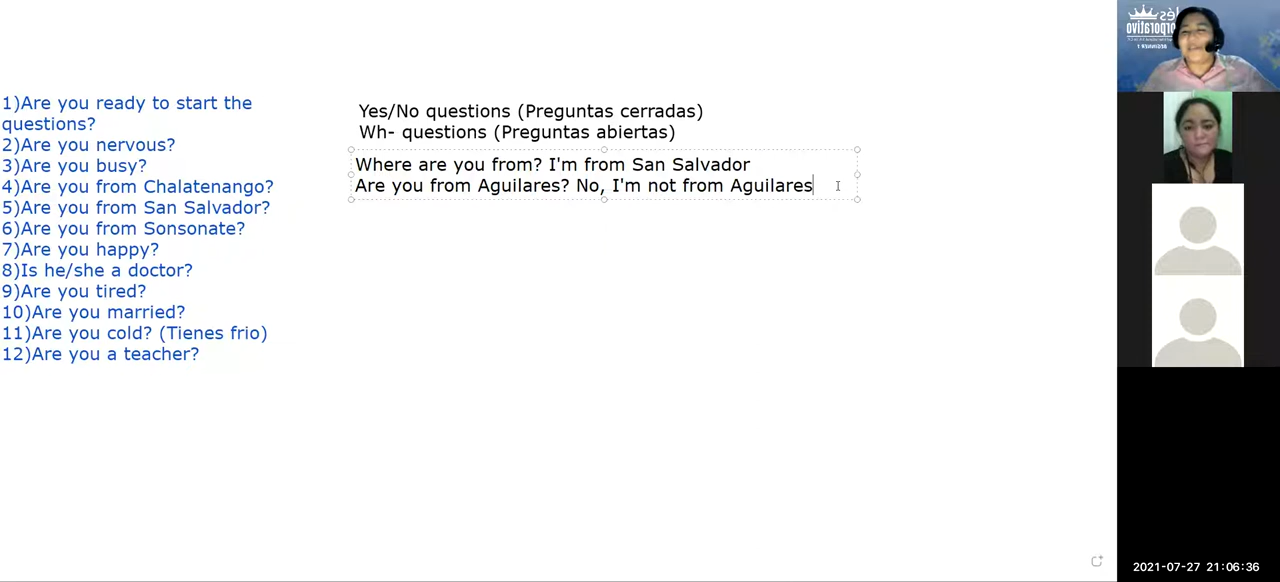 1)Are you ready to start the
questions?
2)Are you nervous?
3)Are you busy?
4)Are you from Chalatenango?
5)Are you from San Salvador?
6)Are you from Sonsonate?
7)Are you happy?
8)Is he/she a doctor?
9)Are you tired?
10)Are you married?
11)Are you cold? (Tienes frio)
12)Are you a teacher?
Yes/No questions (Preguntas cerradas)
Wh- questions (Preguntas abiertas)
Where are you from? I'm from San Salvador
Are you from Aguilares? No, I'm not from Aguilares
2021-07-27 21:06:36